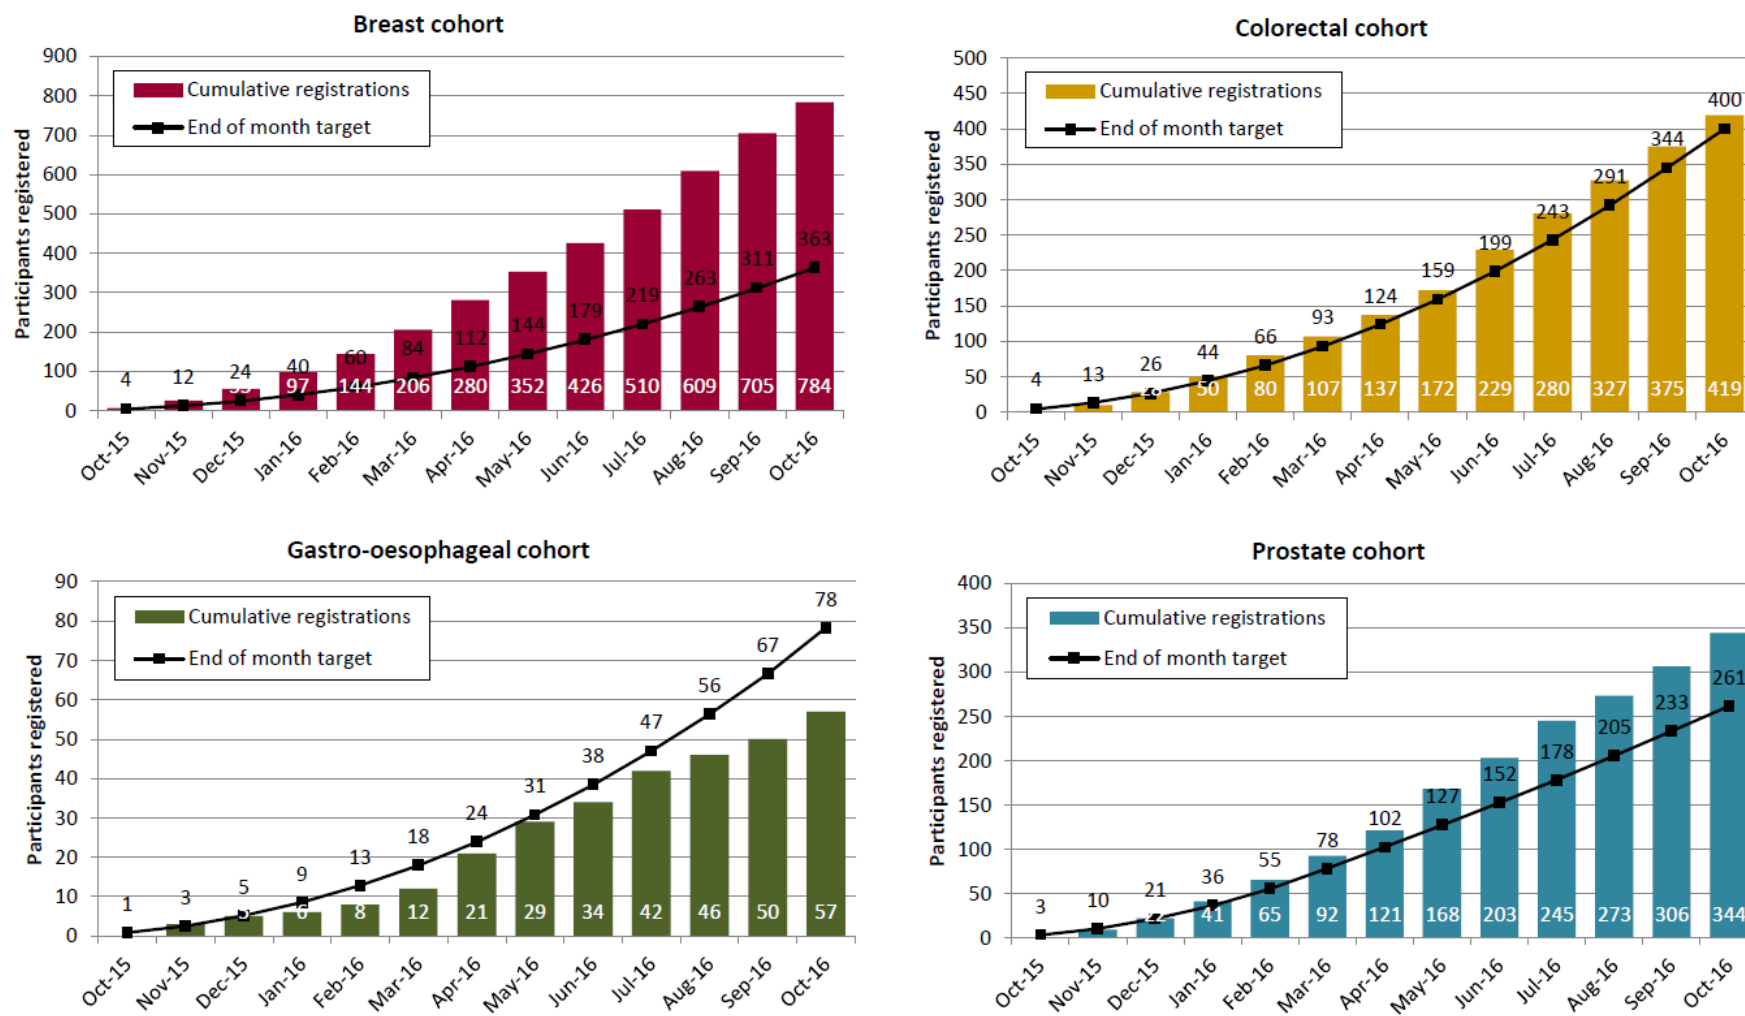 Breast cohort
900
800
700
600
500
400
300
200
100
0
Participants registered
Cumulative registrations
End of month target
4 12 24 40 60 84 112 144 179 219 263 311 363
97 144 206 280 352 426 510 609 705 784
Oct-15 Nov-15 Dec-15 Jan-16 Feb-16 Mar-16 Apr-16 May-16 Jun-16 Jul-16 Aug-16 Sep-16 Oct-16
Colorectal cohort
500
450
400
350
300
250
200
150
100
50
0
Participants registered
Cumulative registrations
End of month target
4 13 26 44 66 93 124 159 199 243 291 344 400
28 50 80 107 137 172 229 280 327 375 419
Oct-15 Nov-15 Dec-15 Jan-16 Feb-16 Mar-16 Apr-16 May-16 Jun-16 Jul-16 Aug-16 Sep-16 Oct-16
Gastro-oesophageal cohort
90
80
70
60
50
40
30
20
10
0
Participants registered
Cumulative registrations
End of month target
1 3 5 9 13 18 24 31 38 47 56 67 78
5 6 8 12 21 29 34 42 46 50 57
Oct-15 Nov-15 Dec-15 Jan-16 Feb-16 Mar-16 Apr-16 May-16 Jun-16 Jul-16 Aug-16 Sep-16 Oct-16
Prostate cohort
400
350
300
250
200
150
100
50
0
Participants registered
Cumulative registrations
End of month target
3 10 21 36 55 78 102 127 152 178 205 233 261
22 41 65 92 121 168 203 245 273 306 344
Oct-15 Nov-15 Dec-15 Jan-16 Feb-16 Mar-16 Apr-16 May-16 Jun-16 Jul-16 Aug-16 Sep-16 Oct-16